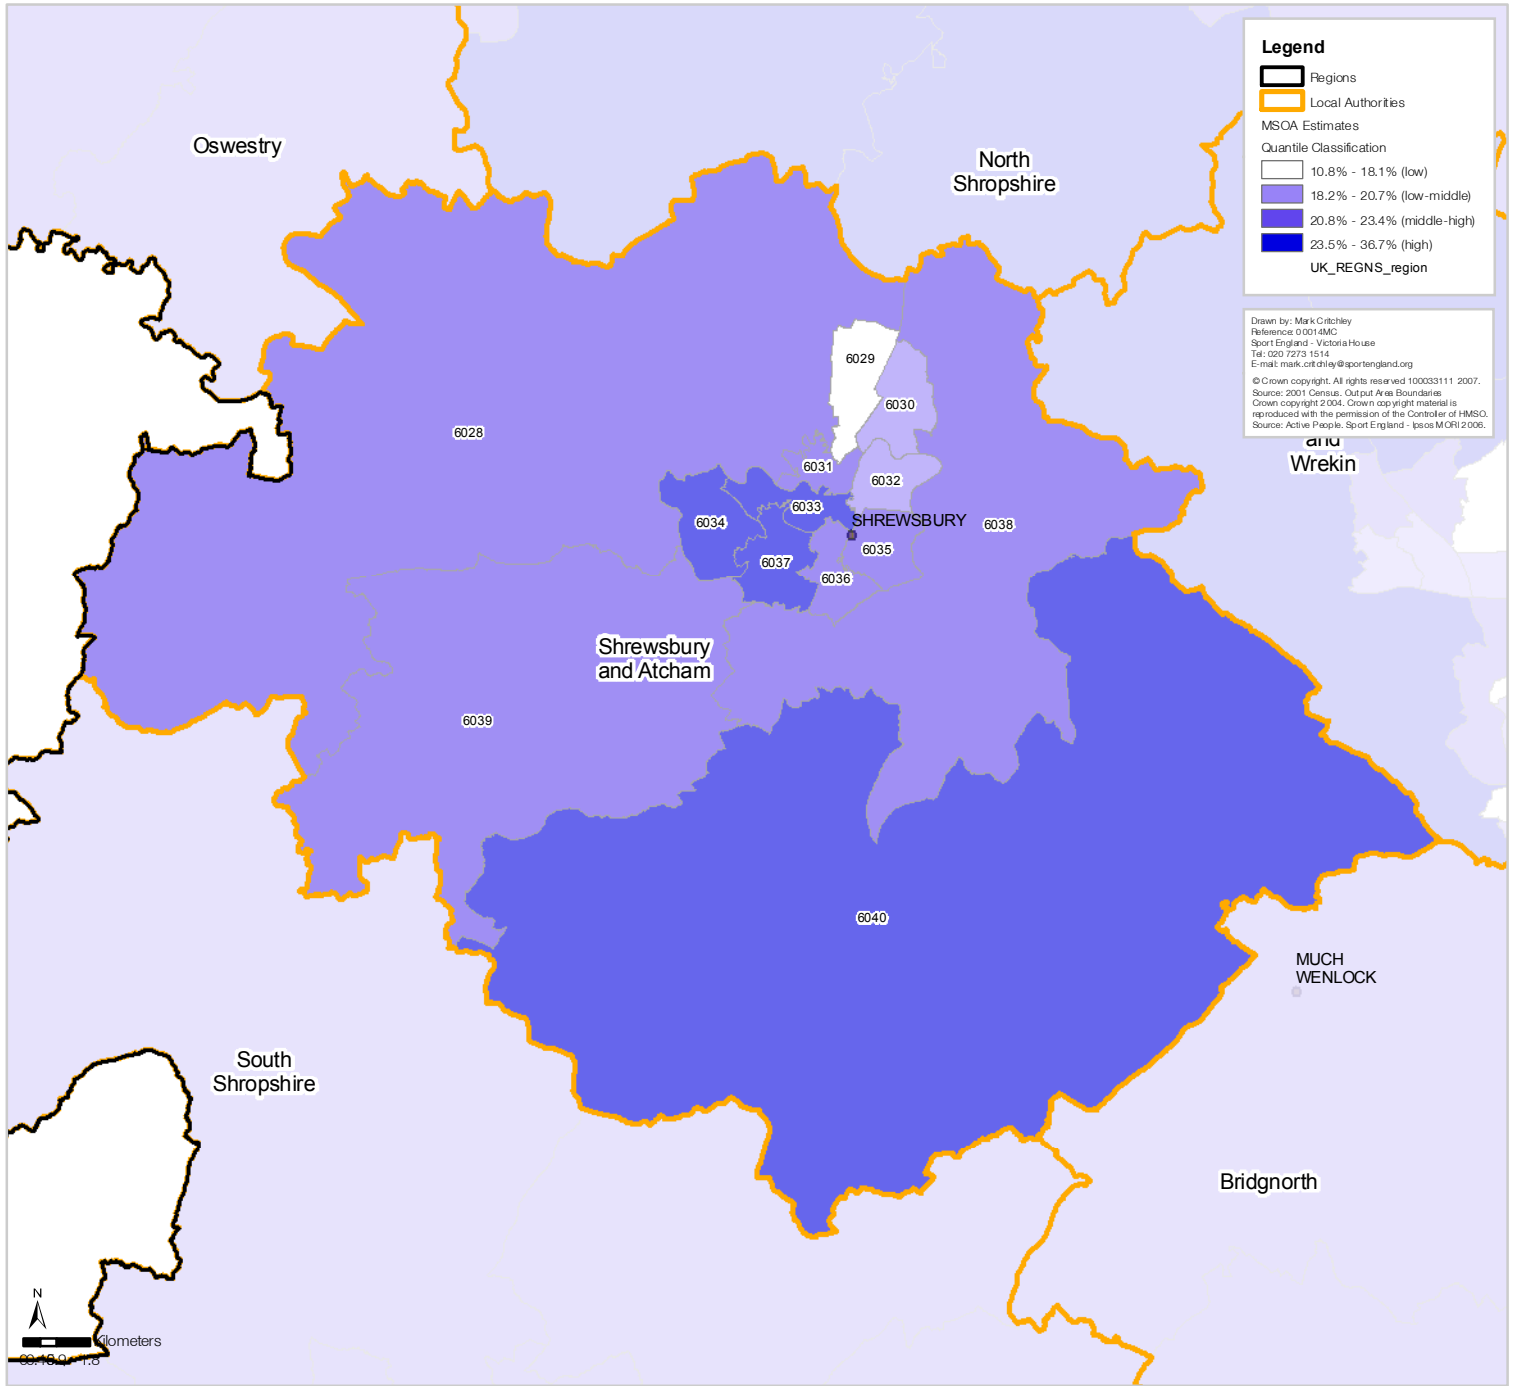 Legend
Regions
Local Authorities
MSOA Estimates
Quantile Classification
10.8% - 18.1% (low)
18.2% - 20.7% (low-middle)
20.8% - 23.4% (middle-high)
23.5% - 36.7% (high)
UK_REGNS_region
Drawn by: Mark Critchley
Reference: 00014MC
Sport England - Victoria House
Tel: 020 7273 1514
E-mail: mark.critchley@sportengland.org
© Crown copyright. All rights reserved 100033111 2007.
Source: 2001 Census. Output Area Boundaries
Crown copyright 2004. Crown copyright material is
reproduced with the permission of the Controller of HMSO.
Source: Active People. Sport England - Ipsos MORI 2006.
Oswestry
North
Shropshire
and
Wrekin
6029
6030
6028
6031
6032
6033
6034
SHREWSBURY
6038
6035
6037
6036
Shrewsbury
and Atcham
6039
6040
MUCH
WENLOCK
South
Shropshire
Bridgnorth
N
Kilometers